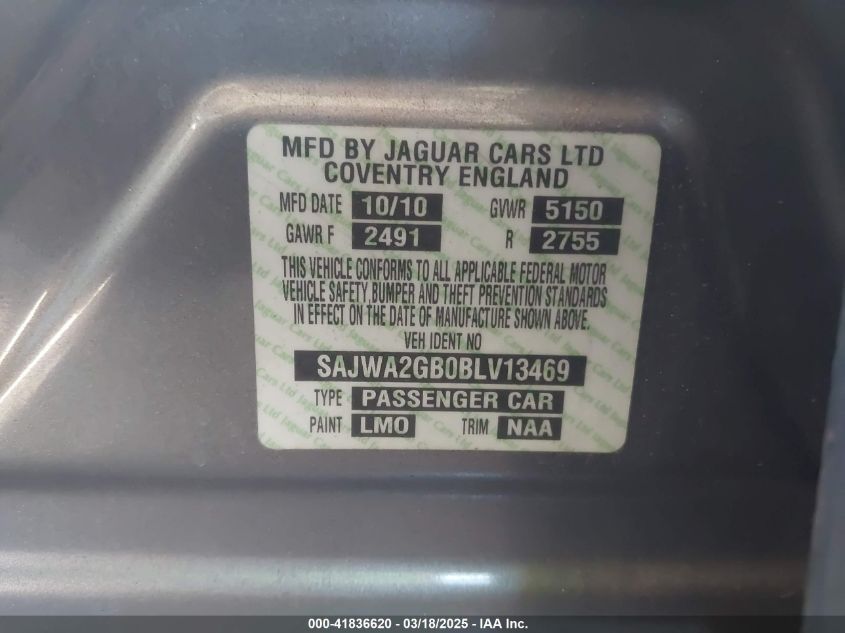 MFD BY JAGUAR CARS LTD
COVENTRY ENGLAND
MFD DATE 10/10 GVWR 5150
GAWR F 2491 R 2755
THIS VEHICLE CONFORMS TO ALL APPLICABLE FEDERAL MOTOR
VEHICLE SAFETY, BUMPER AND THEFT PREVENTION STANDARDS
IN EFFECT ON THE DATE OF MANUFACTURE SHOWN ABOVE.
VEH IDENT NO
SAJWA2GB0BLV13469
TYPE PASSENGER CAR
PAINT LMO TRIM NAA
000-41836620 — 03/18/2025 — IAA Inc.